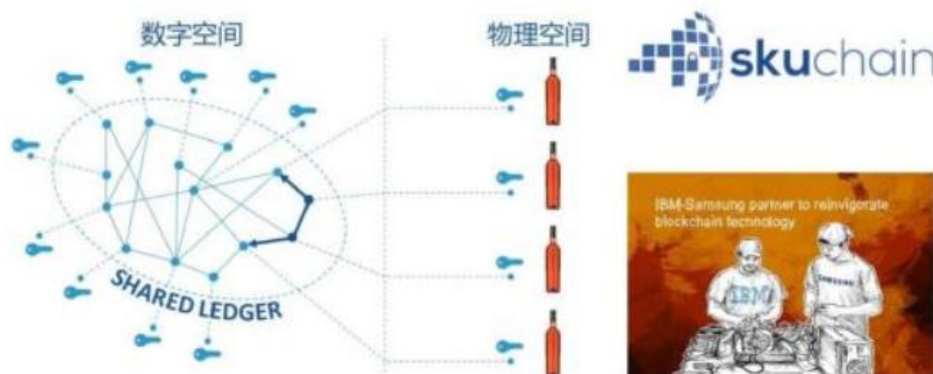 数字空间
物理空间
skuchain
SHARED LEDGER
IBM-Samsung partner to reinvigorate
blockchain technology
IBM
SAMSUNG